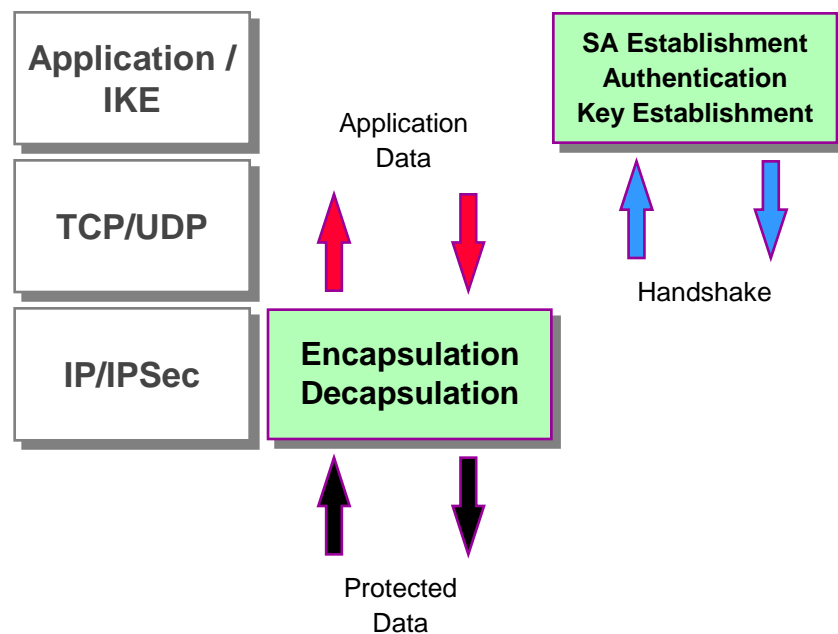 Application /
IKE
TCP/UDP
IP/IPSec
Application
Data
Encapsulation
Decapsulation
Protected
Data
SA Establishment
Authentication
Key Establishment
Handshake